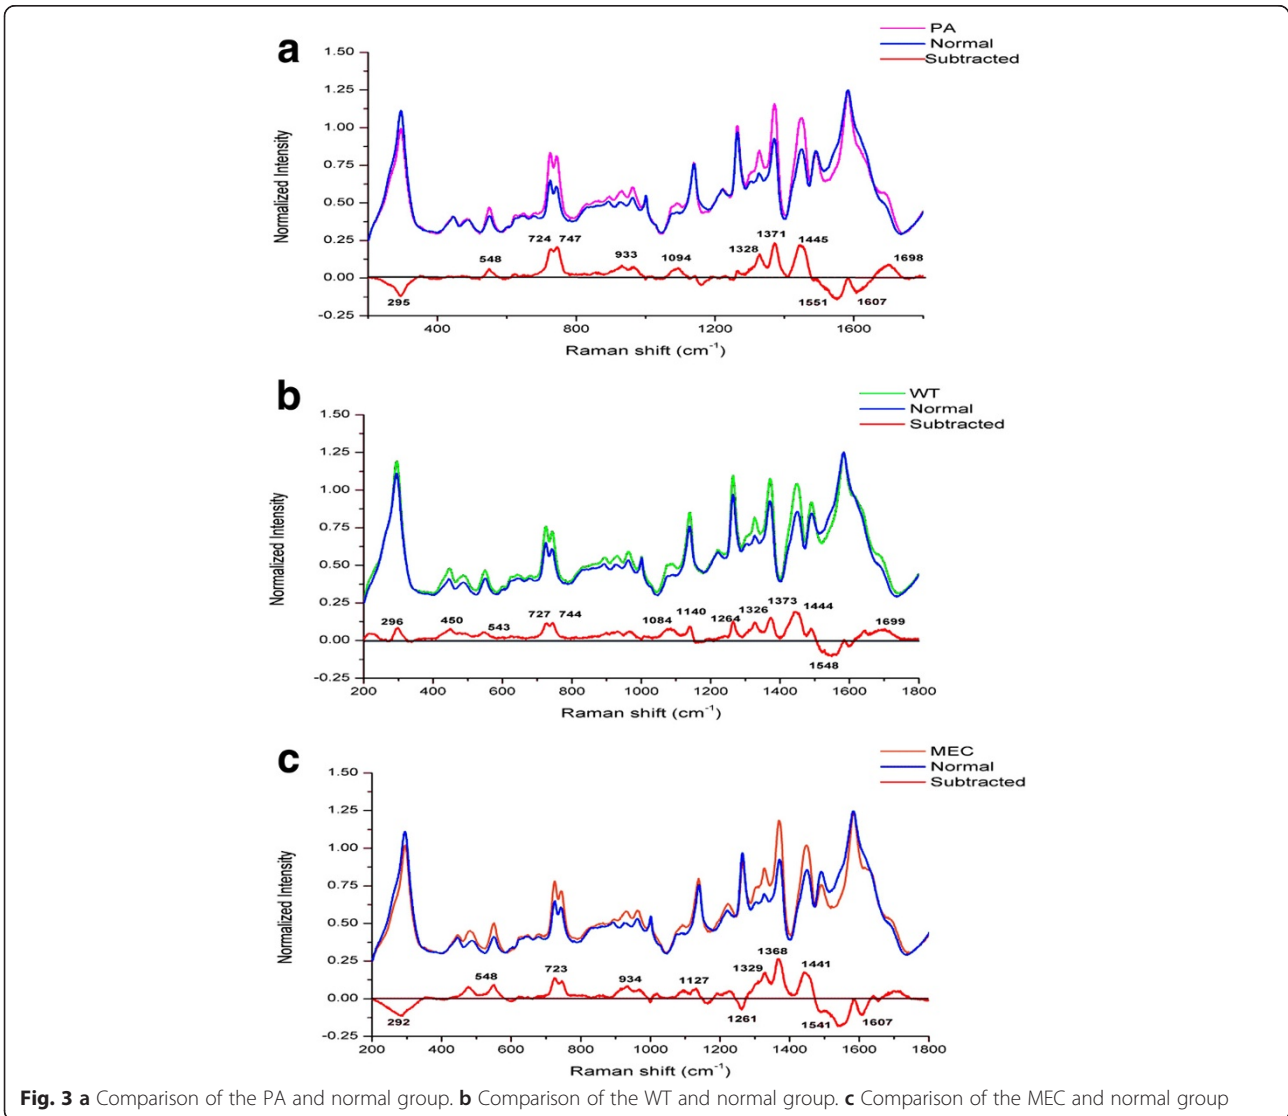 a
PA
Normal
Subtracted
1.50
1.25
1.00
0.75
0.50
0.25
0.00
-0.25
Normalized Intensity
295
548
724 747
933
1094
1328
1371
1445
1551
1607
1698
400 800 1200 1600
Raman shift (cm⁻¹)
b
WT
Normal
Subtracted
1.50
1.25
1.00
0.75
0.50
0.25
0.00
-0.25
Normalized Intensity
296
450
543
727 744
1084
1140
1264
1326
1373
1444
1548
1699
200 400 600 800 1000 1200 1400 1600 1800
Raman shift (cm⁻¹)
c
MEC
Normal
Subtracted
1.50
1.25
1.00
0.75
0.50
0.25
0.00
-0.25
Normalized Intensity
292
548
723
934
1127
1261
1329
1368
1441
1541
1607
200 400 600 800 1000 1200 1400 1600 1800
Raman shift (cm⁻¹)
Fig. 3 a Comparison of the PA and normal group. b Comparison of the WT and normal group. c Comparison of the MEC and normal group